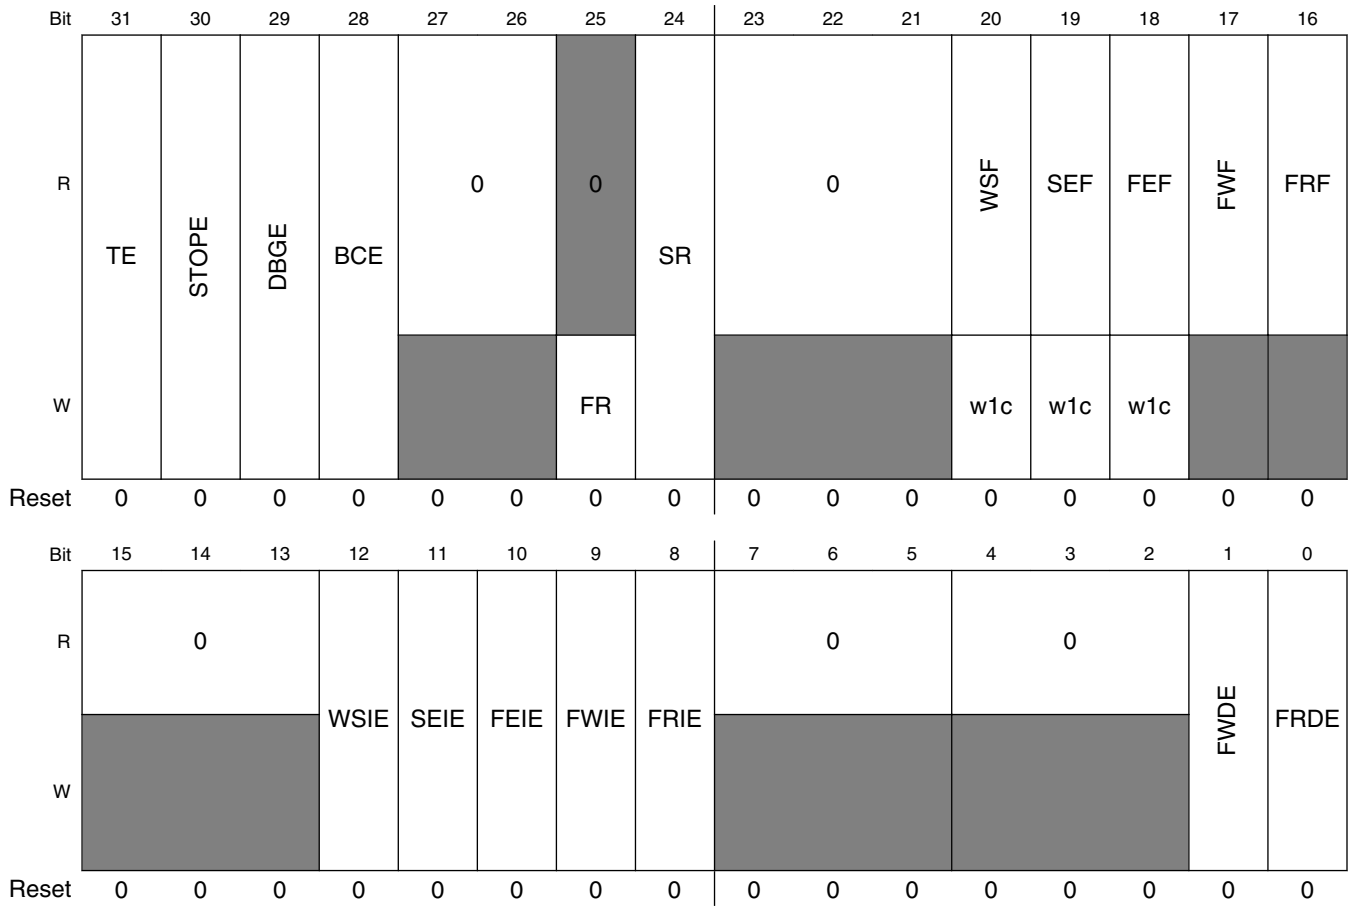 Bit 31 30 29 28 27 26 25 24 23 22 21 20 19 18 17 16
R TE STOPE DBGE BCE 0 0 SR 0 WSF SEF FEF FWF FRF
W FR w1c w1c w1c
Reset 0 0 0 0 0 0 0 0 0 0 0 0 0 0 0 0
Bit 15 14 13 12 11 10 9 8 7 6 5 4 3 2 1 0
R 0 WSIE SEIE FEIE FWIE FRIE 0 0 FWDE FRDE
W
Reset 0 0 0 0 0 0 0 0 0 0 0 0 0 0 0 0